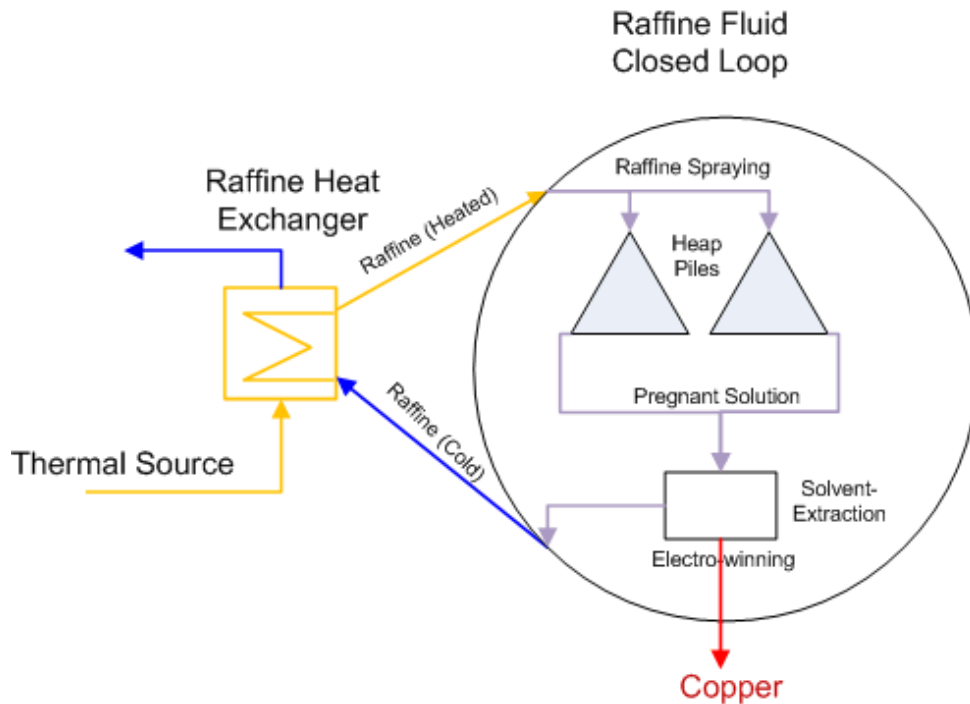 Raffine Fluid
Closed Loop
Raffine Spraying
Raffine Heat
Exchanger
Raffine (Heated)
Heap
Piles
Pregnant Solution
Raffine (Cold)
Thermal Source
Solvent-
Extraction
Electro-winning
Copper